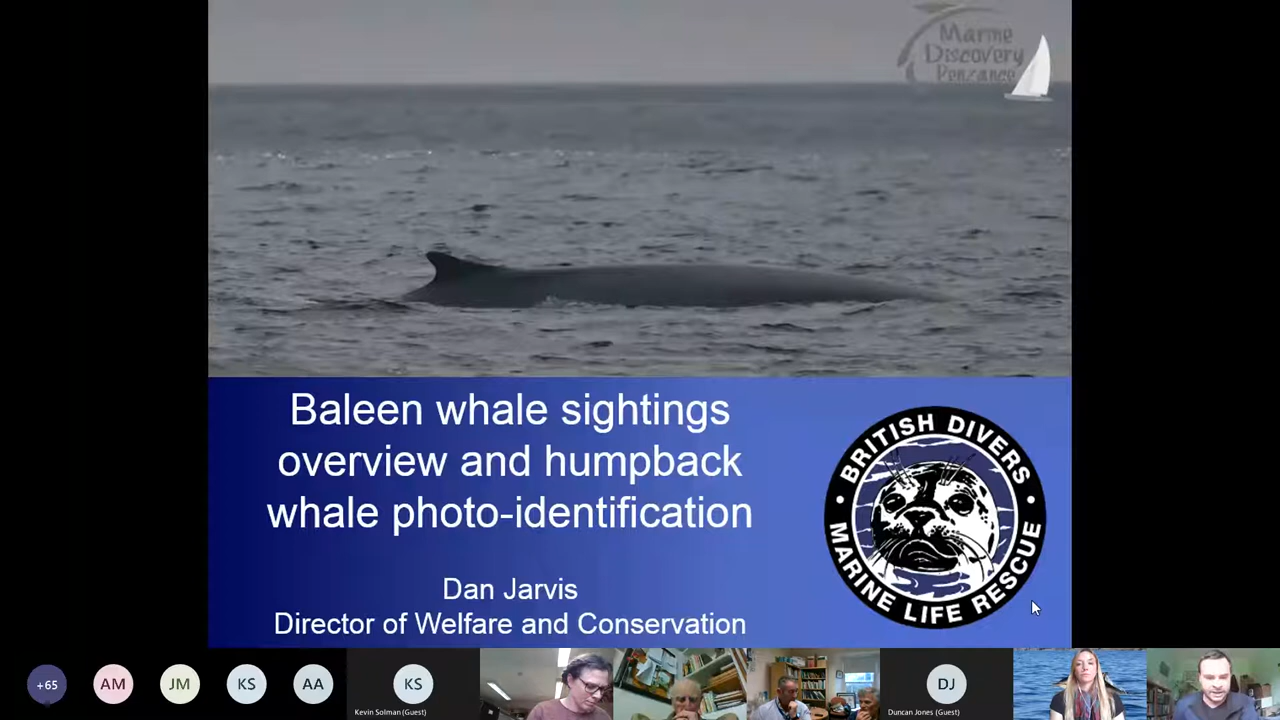 Marine
Discovery
Penzance
Baleen whale sightings
overview and humpback
whale photo-identification
Dan Jarvis
Director of Welfare and Conservation
BRITISH DIVERS
MARINE LIFE RESCUE
+65
AM
JM
KS
AA
KS
Kevin Solman (Guest)
DJ
Duncan Jones (Guest)